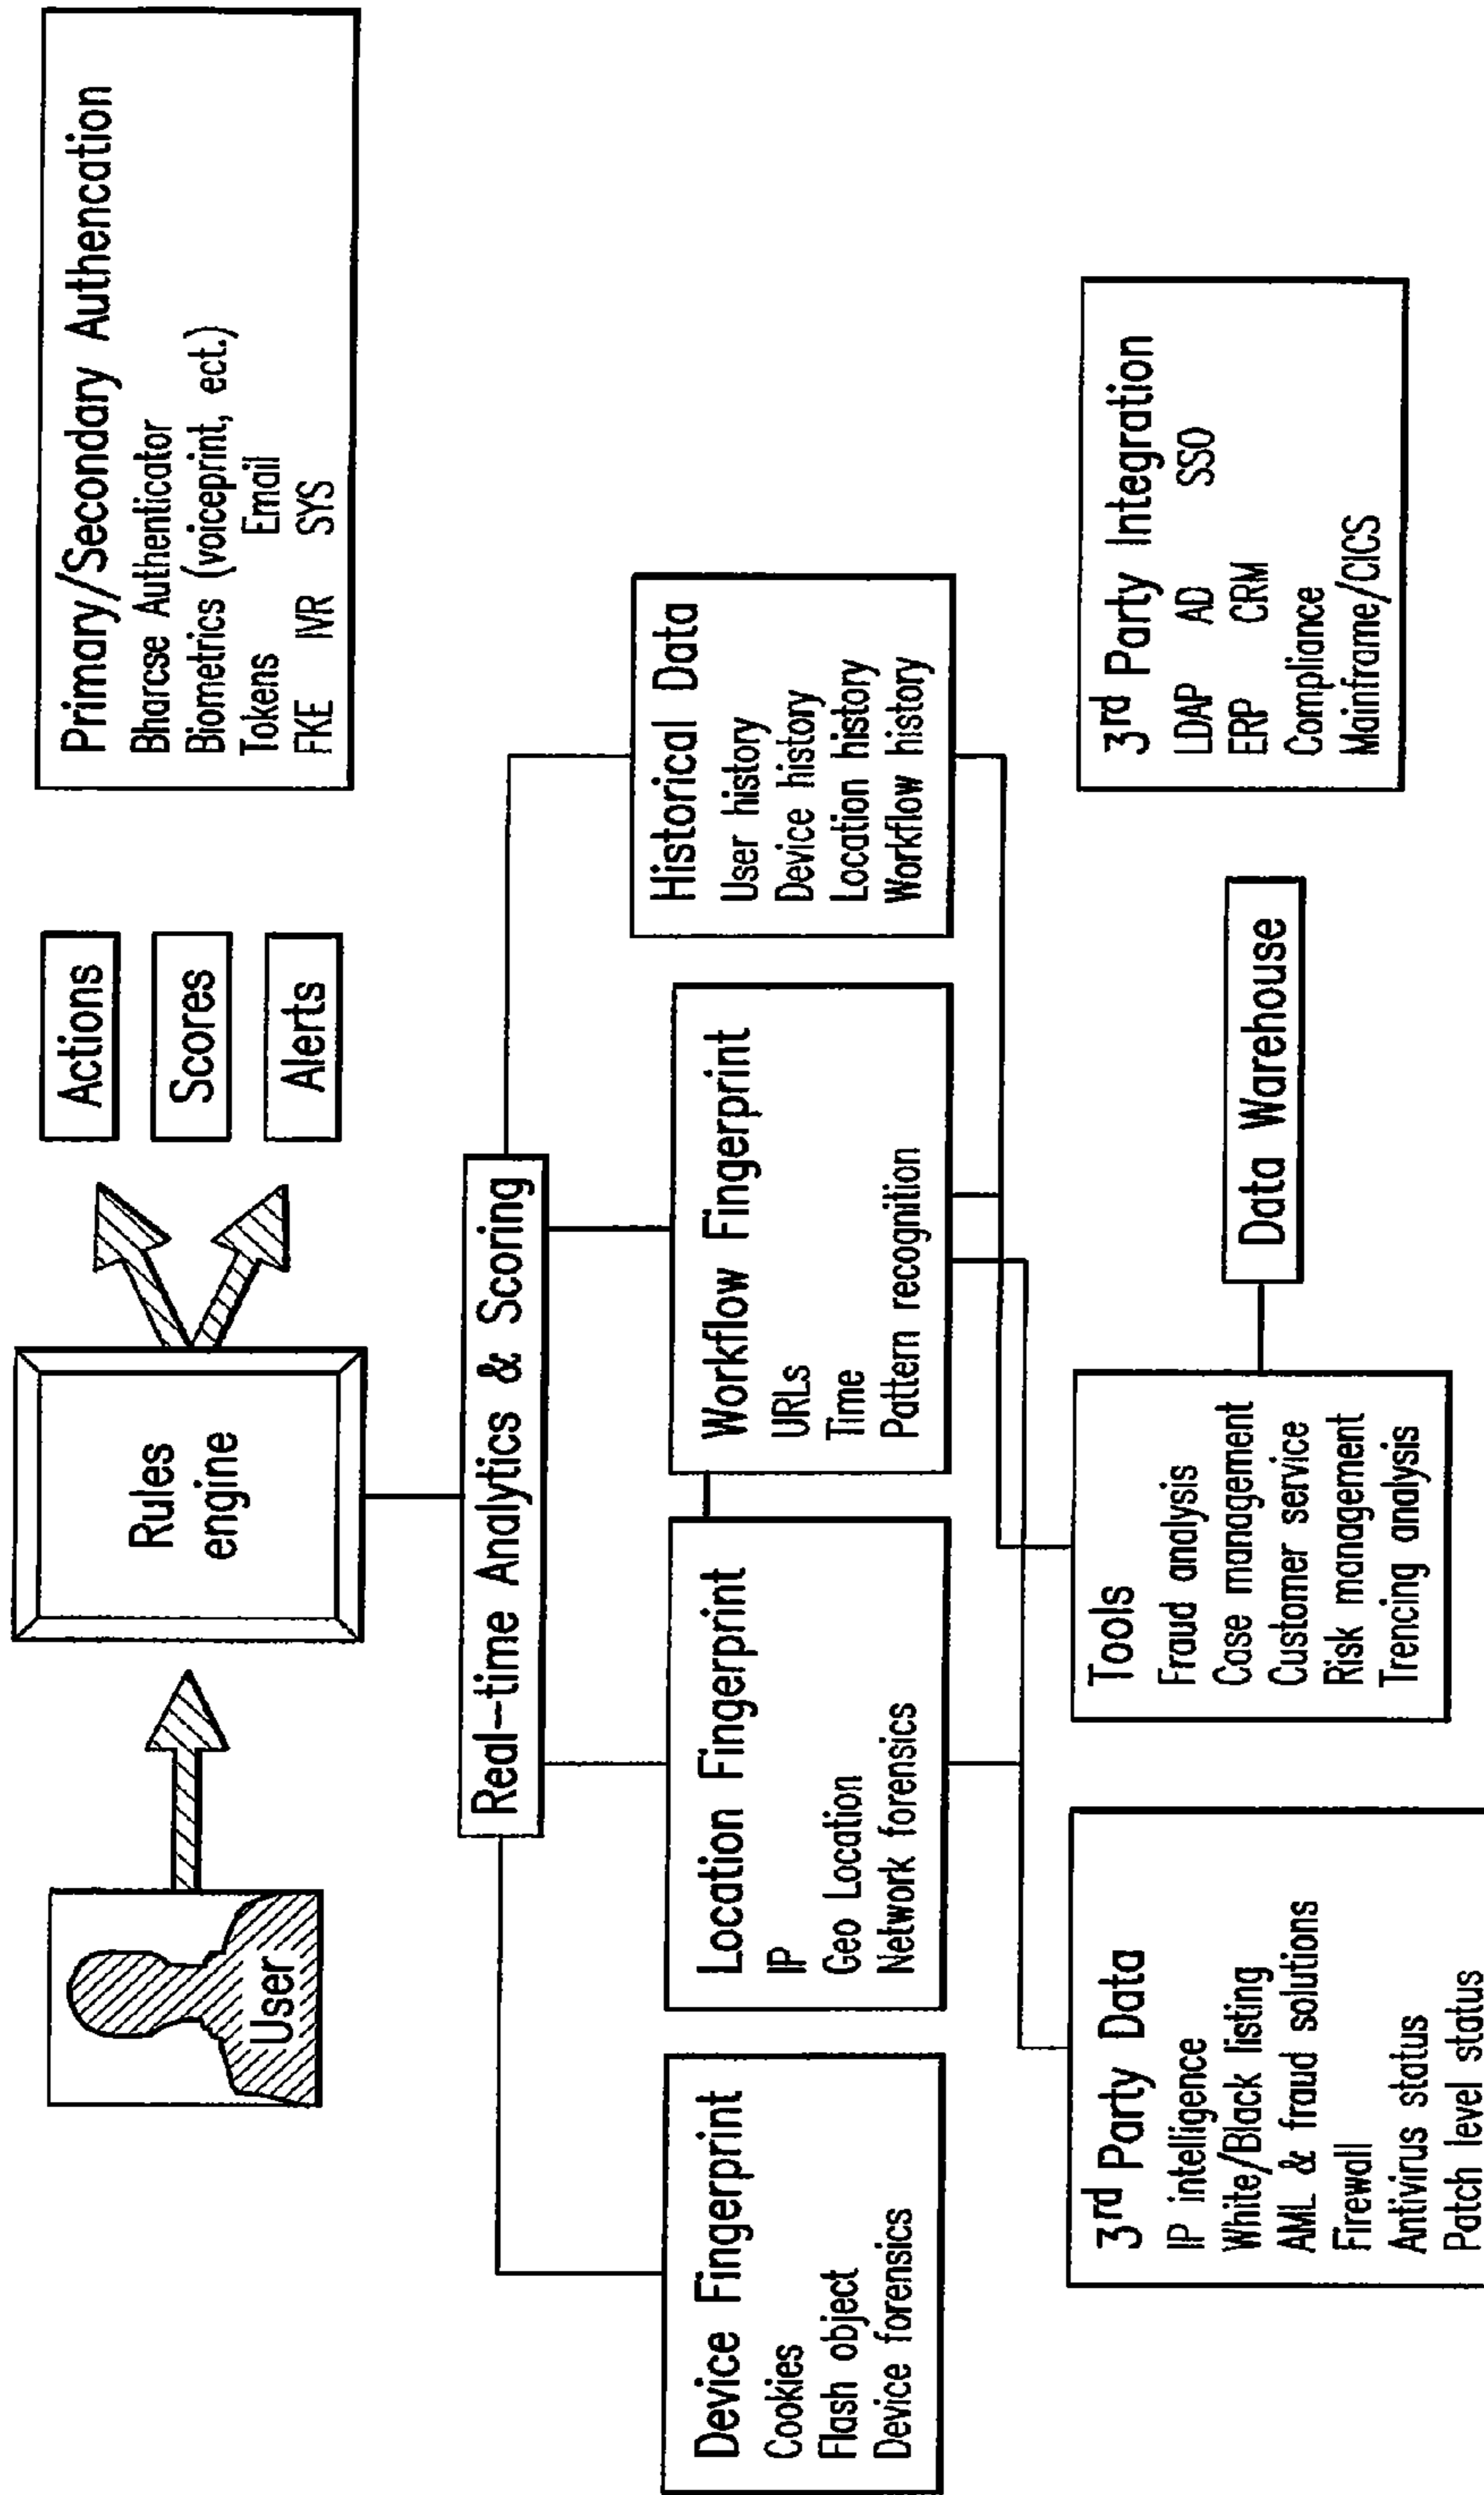 User
Rules
engine
Actions
Scores
Alerts
Primary/Secondary Authencation
Bharcse Authenticator
Biometrics (voiceprint, ect.)
Tokens Email
FKE IVR SYS
Real-time Analytics & Scoring
Device Fingerprint
Cookies
Flash object
Device forensics
Location Fingerprint
IP
Geo Location
Network forensics
Workflow Fingerprint
URLs
Time
Pattern recognition
Historical Data
User history
Device history
Location history
Workflow history
3rd Party Data
IP intelligence
White/Black listing
AML & fraud solutions
Firewall
Antivirus status
Patch level status
Tools
Fraud analysis
Case management
Customer service
Risk management
Trencing analysis
Data Warehouse
3rd Party Integration
LDAP AD SSO
ERP CRM
Compliance
Mainframe/CICS